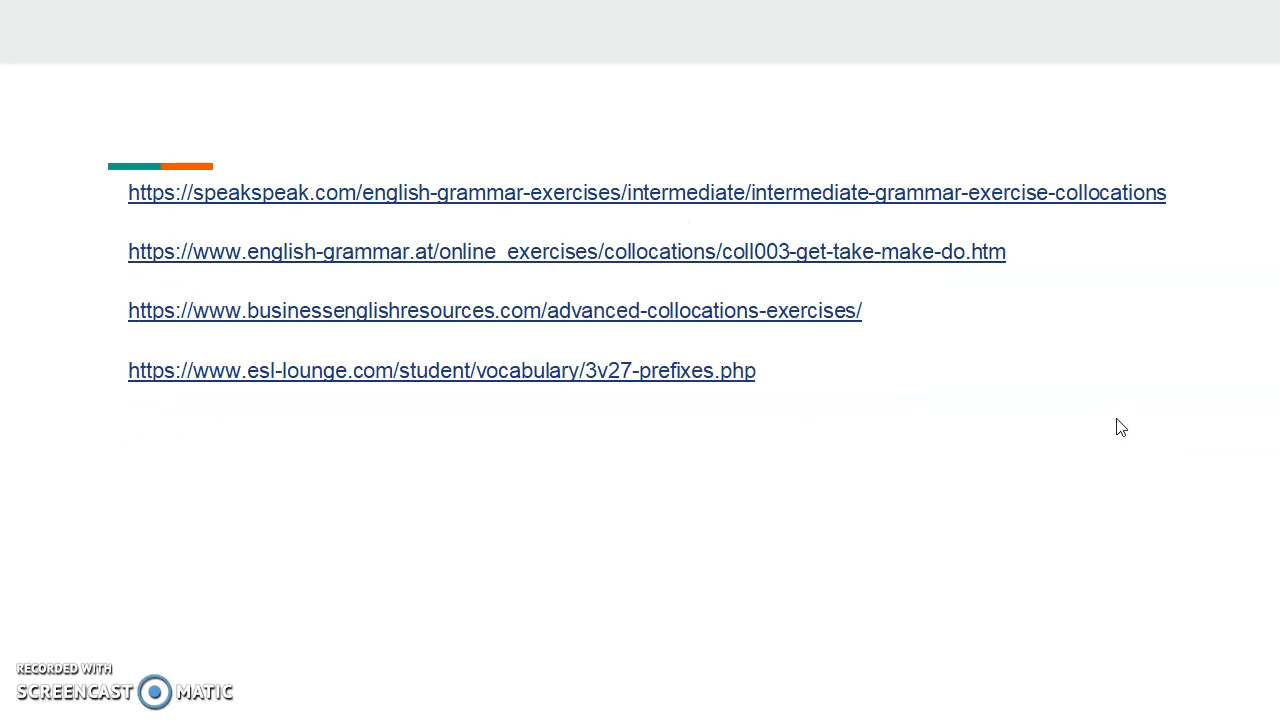 https://speakspeak.com/english-grammar-exercises/intermediate/intermediate-grammar-exercise-collocations
https://www.english-grammar.at/online_exercises/collocations/coll003-get-take-make-do.htm
https://www.businessenglishresources.com/advanced-collocations-exercises/
https://www.esl-lounge.com/student/vocabulary/3v27-prefixes.php
RECORDED WITH
SCREENCAST MATIC